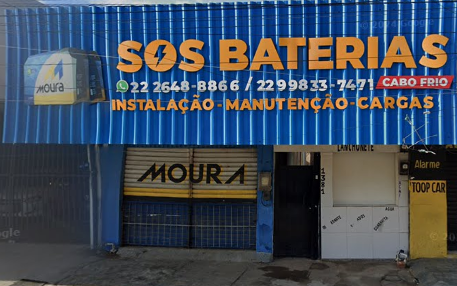 SOS BATERIAS
moura
22 2648-8866 / 22 99833-7471 CABO FRIO
INSTALAÇÃO-MANUTENÇÃO-CARGAS
LANCHONETE
MOURA
1381
Alarme
TOOP CAR